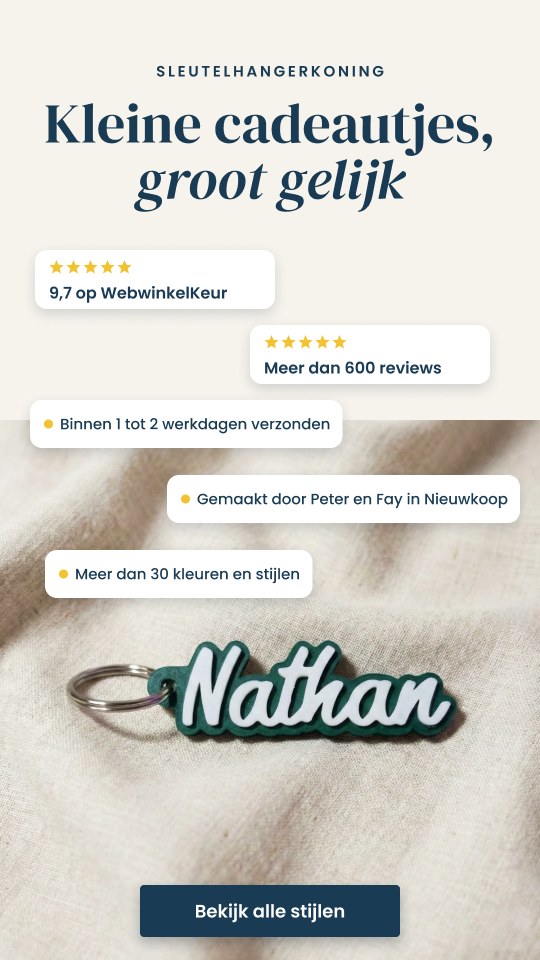 SLEUTELHANGERKONING
Kleine cadeautjes,
groot gelijk
9,7 op WebwinkelKeur
Meer dan 600 reviews
Binnen 1 tot 2 werkdagen verzonden
Gemaakt door Peter en Fay in Nieuwkoop
Meer dan 30 kleuren en stijlen
Nathan
Bekijk alle stijlen